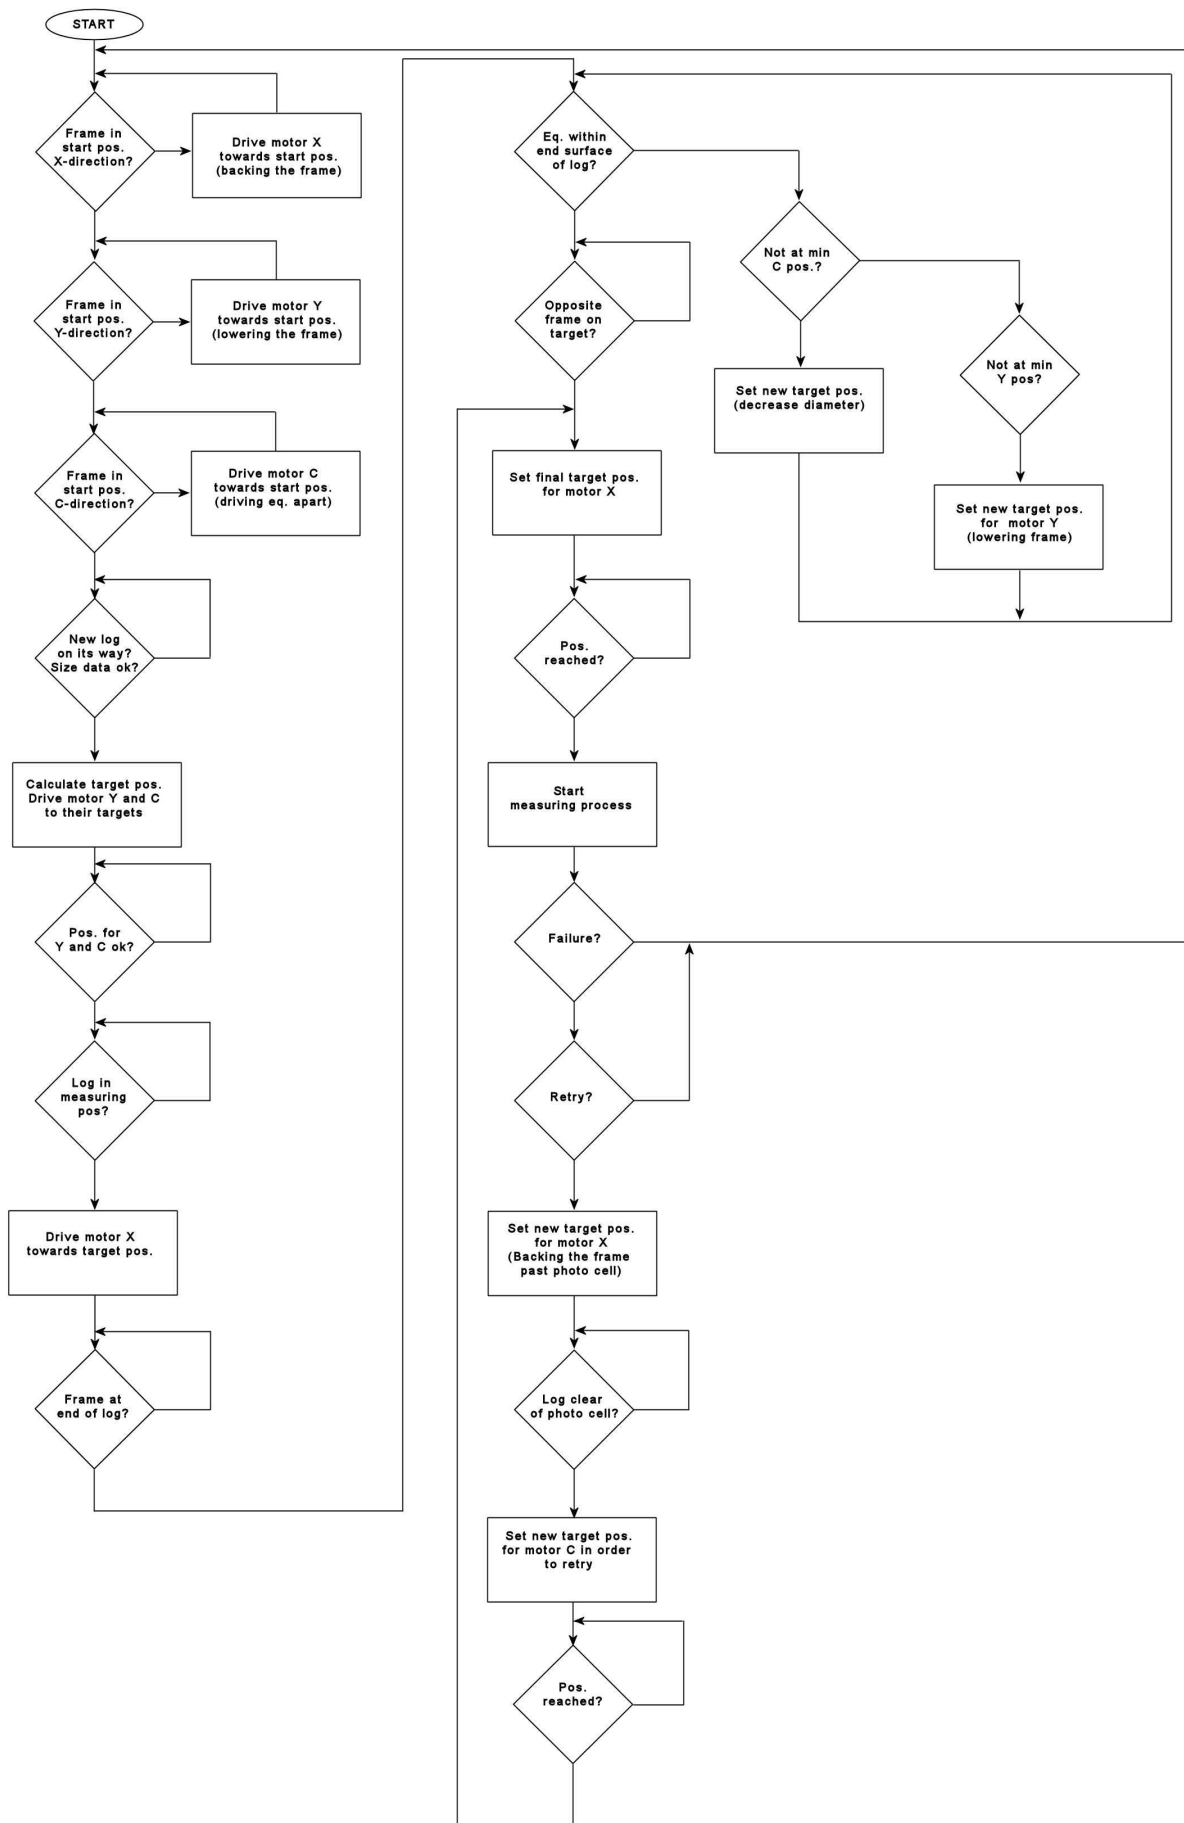 START
Frame in
start pos.
X-direction?
Drive motor X
towards start pos.
(backing the frame)
Frame in
start pos.
Y-direction?
Drive motor Y
towards start pos.
(lowering the frame)
Frame in
start pos.
C-direction?
Drive motor C
towards start pos.
(driving eq. apart)
New log
on its way?
Size data ok?
Calculate target pos.
Drive motor Y and C
to their targets
Pos. for
Y and C ok?
Log in
measuring
pos?
Drive motor X
towards target pos.
Frame at
end of log?
Eq. within
end surface
of log?
Not at min
C pos.?
Not at min
Y pos?
Set new target pos.
(decrease diameter)
Set new target pos.
for motor Y
(lowering frame)
Opposite
frame on
target?
Set final target pos.
for motor X
Pos.
reached?
Start
measuring process
Failure?
Retry?
Set new target pos.
for motor X
(Backing the frame
past photo cell)
Log clear
of photo cell?
Set new target pos.
for motor C in order
to retry
Pos.
reached?